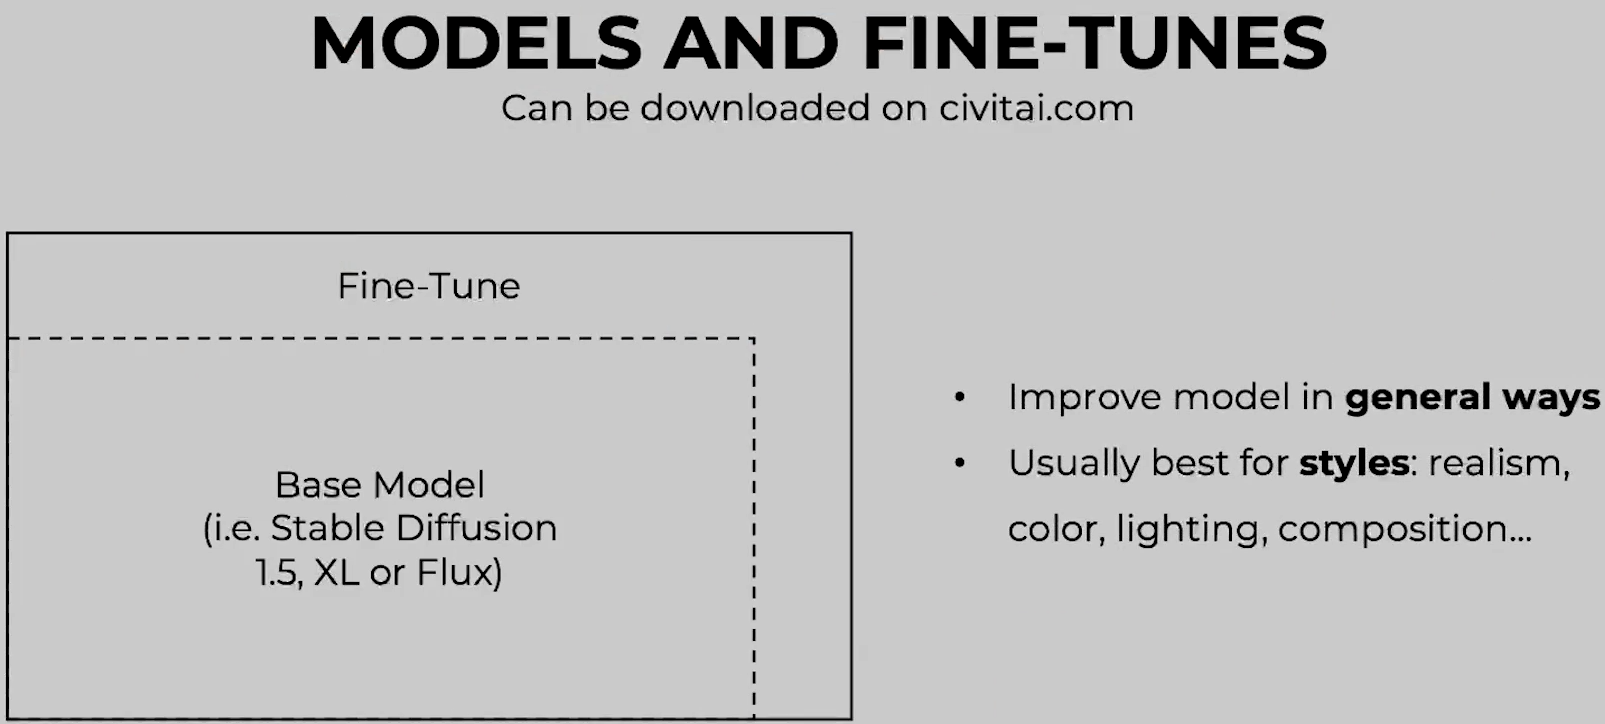 MODELS AND FINE-TUNES
Can be downloaded on civitai.com
Fine-Tune
Base Model
(i.e. Stable Diffusion
1.5, XL or Flux)
• Improve model in general ways
• Usually best for styles: realism,
color, lighting, composition...